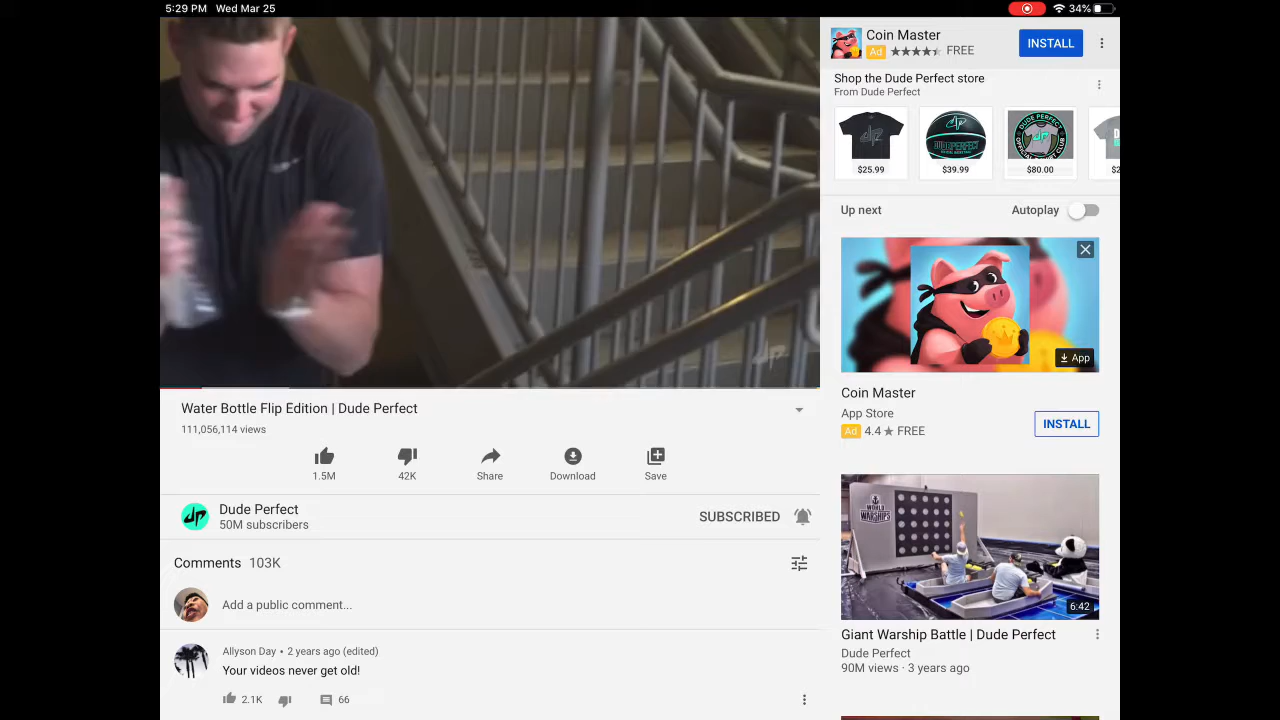 5:29 PM Wed Mar 25
34%
Water Bottle Flip Edition | Dude Perfect
111,056,114 views
1.5M
42K
Share
Download
Save
Dude Perfect
50M subscribers
SUBSCRIBED
Comments 103K
Add a public comment...
Allyson Day • 2 years ago (edited)
Your videos never get old!
2.1K
66
Coin Master
Ad
FREE
INSTALL
Shop the Dude Perfect store
From Dude Perfect
$25.99
$39.99
$80.00
Up next
Autoplay
App
Coin Master
App Store
Ad 4.4 ★ FREE
INSTALL
WORLD
WARSHIPS
6:42
Giant Warship Battle | Dude Perfect
Dude Perfect
90M views · 3 years ago